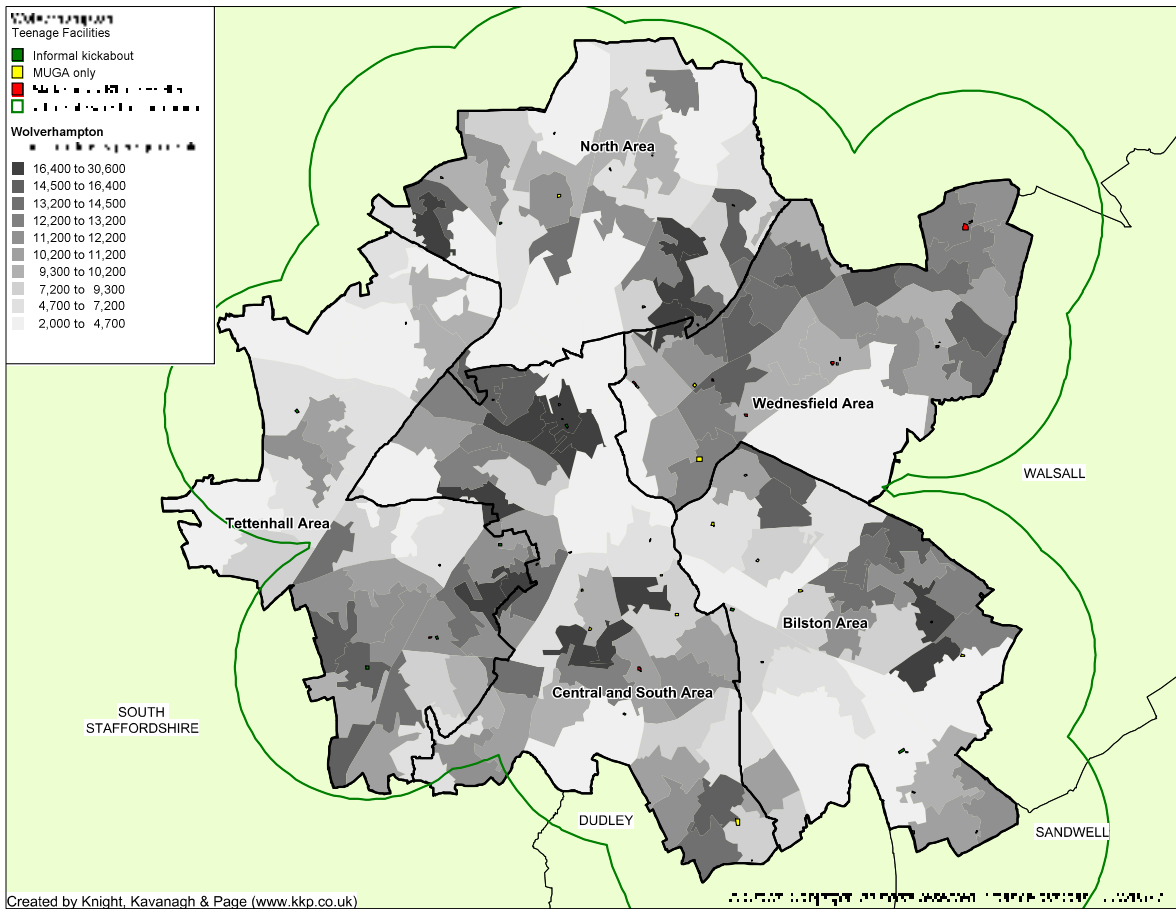 Teenage Facilities
Informal kickabout
MUGA only
Wolverhampton
16,400 to 30,600
14,500 to 16,400
13,200 to 14,500
12,200 to 13,200
11,200 to 12,200
10,200 to 11,200
9,300 to 10,200
7,200 to 9,300
4,700 to 7,200
2,000 to 4,700
North Area
Wednesfield Area
WALSALL
Tettenhall Area
Bilston Area
Central and South Area
SOUTH
STAFFORDSHIRE
DUDLEY
SANDWELL
Created by Knight, Kavanagh & Page (www.kkp.co.uk)